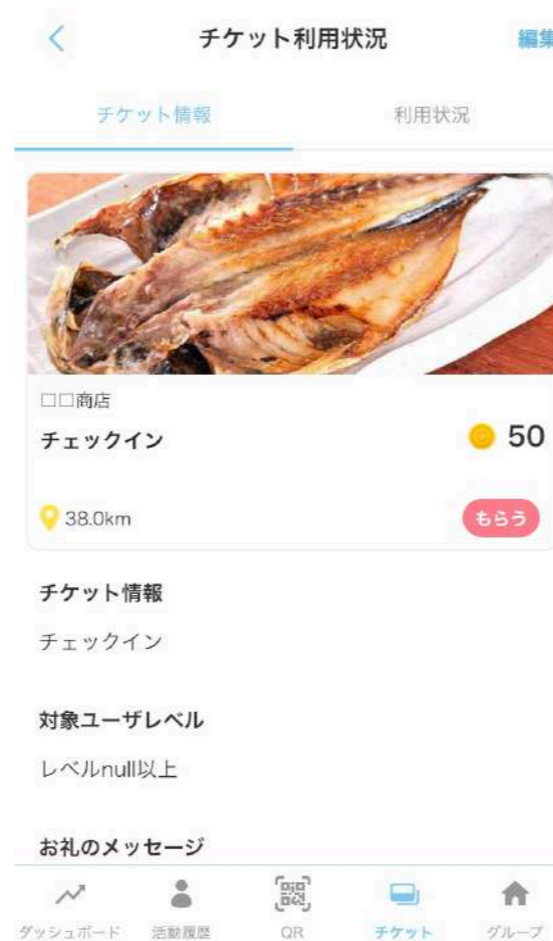 チケット利用状況
編集
チケット情報
利用状況
□□商店
チェックイン
50
38.0km
もらう
チケット情報
チェックイン
対象ユーザレベル
レベルnull以上
お礼のメッセージ
ダッシュボード
活動履歴
QR
チケット
グループ